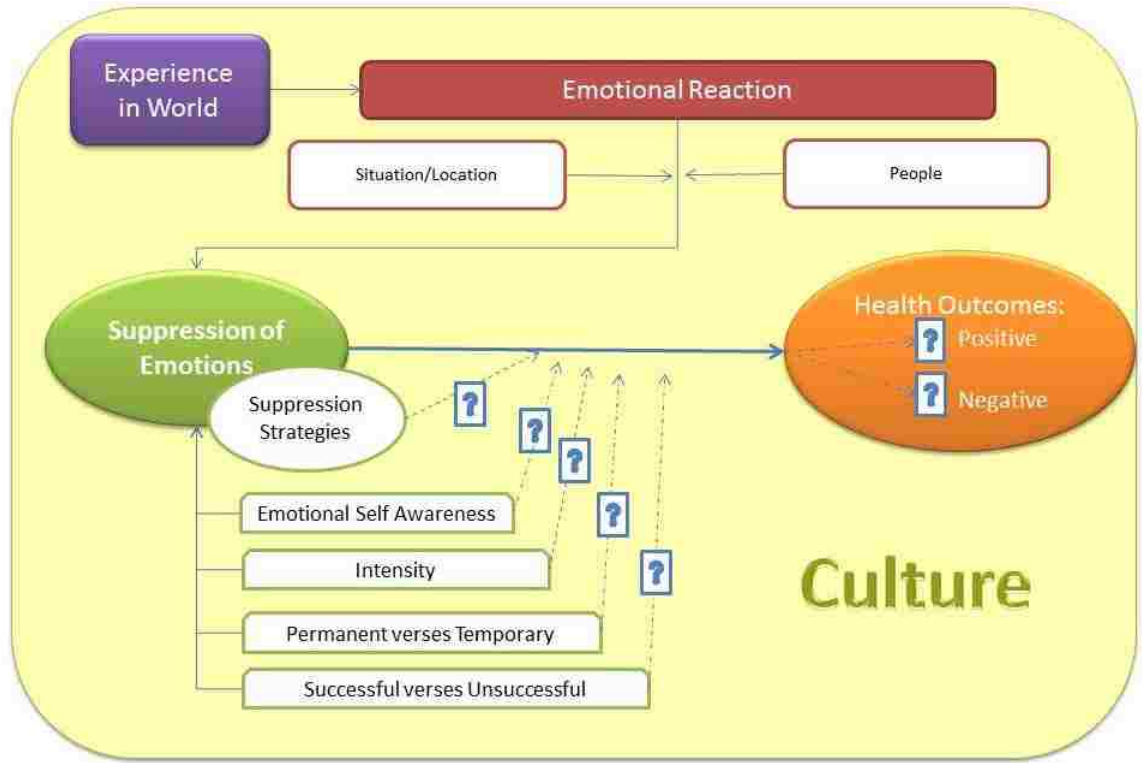 Experience
in World
Emotional Reaction
Situation/Location
People
Suppression of
Emotions
Health Outcomes:
? Positive
? Negative
Suppression
Strategies
?
?
?
?
?
Emotional Self Awareness
Intensity
Permanent verses Temporary
Successful verses Unsuccessful
Culture